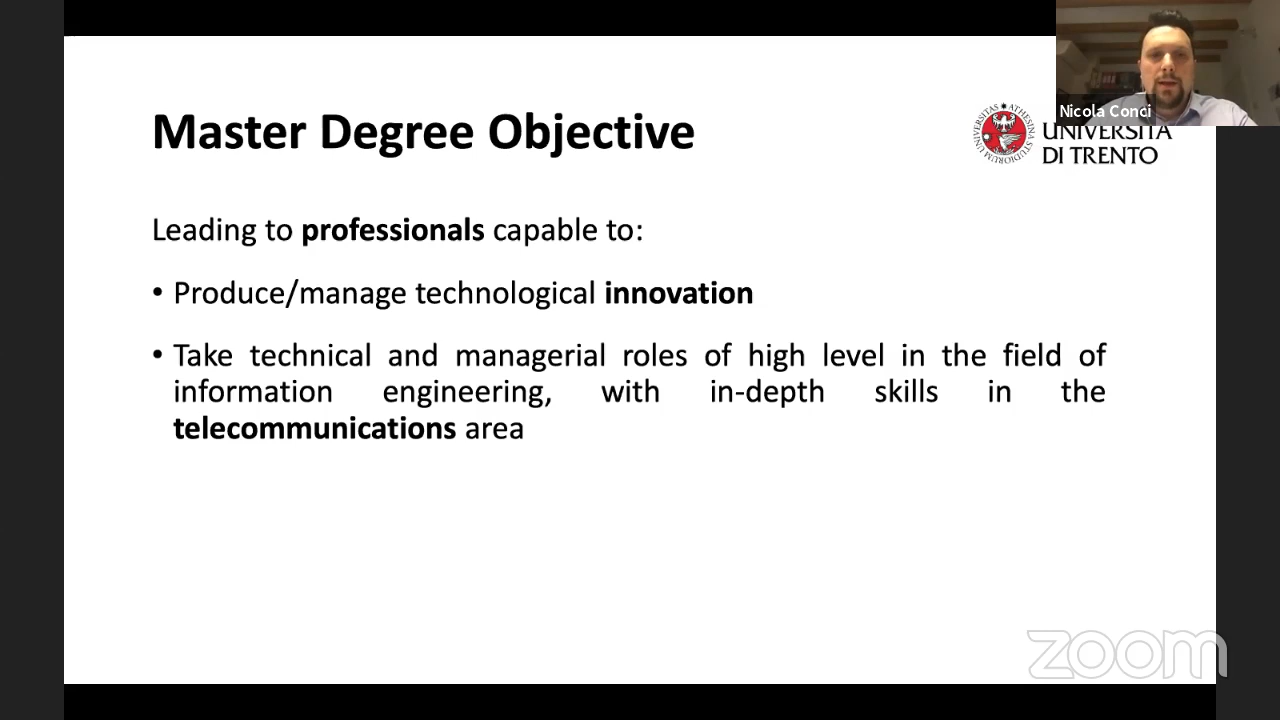 Master Degree Objective
Nicola Conci
UNIVERSITÀ
DI TRENTO
Leading to professionals capable to:
• Produce/manage technological innovation
• Take technical and managerial roles of high level in the field of
information engineering, with in-depth skills in the
telecommunications area
zoom